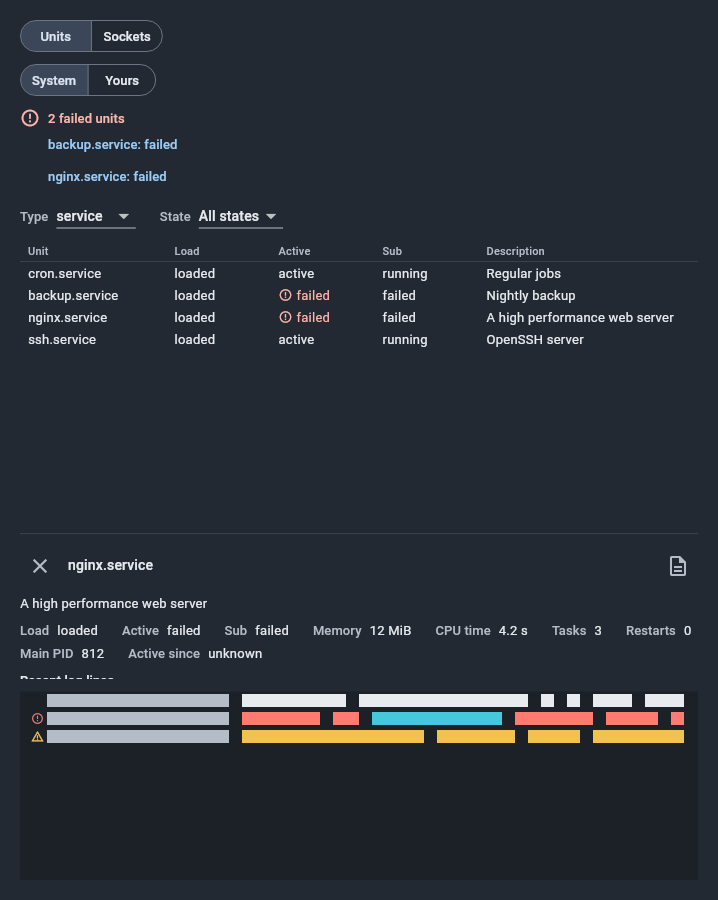 Units Sockets
System Yours
2 failed units
backup.service: failed
nginx.service: failed
Type service State All states
Unit Load Active Sub Description
cron.service loaded active running Regular jobs
backup.service loaded failed failed Nightly backup
nginx.service loaded failed failed A high performance web server
ssh.service loaded active running OpenSSH server
nginx.service
A high performance web server
Load loaded Active failed Sub failed Memory 12 MiB CPU time 4.2 s Tasks 3 Restarts 0
Main PID 812 Active since unknown
Recent log lines